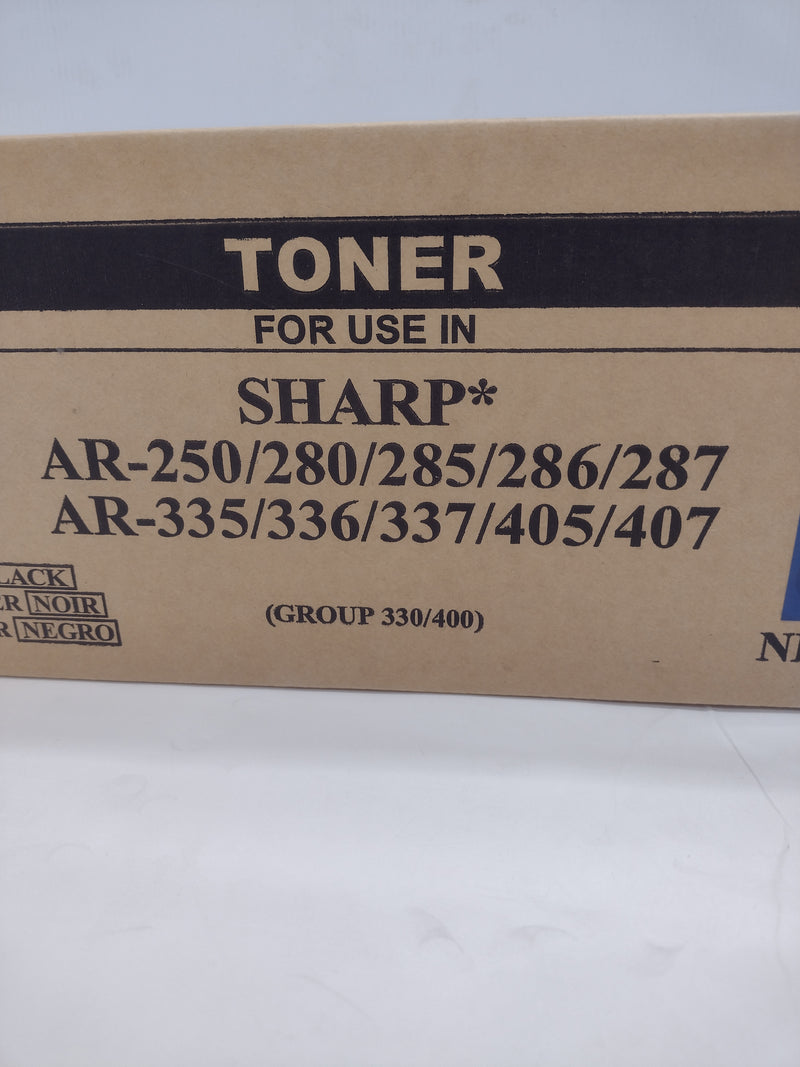 TONER
FOR USE IN
SHARP*
AR-250/280/285/286/287
AR-335/336/337/405/407
NOIR
NEGRO
(GROUP 330/400)